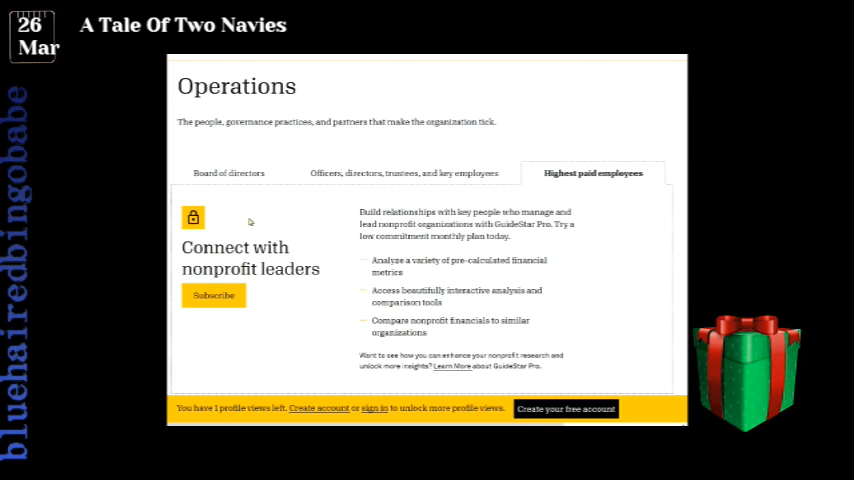 26
Mar
A Tale Of Two Navies
bluehairedbingobabe
Operations
The people, governance practices, and partners that make the organization tick.
Board of directors
Officers, directors, trustees, and key employees
Highest paid employees
Connect with
nonprofit leaders
Subscribe
Build relationships with key people who manage and
lead nonprofit organizations with GuideStar Pro. Try a
low commitment monthly plan today.
Analyze a variety of pre-calculated financial
metrics
Access beautifully interactive analysis and
comparison tools
Compare nonprofit financials to similar
organizations
Want to see how you can enhance your nonprofit research and
unlock more insights? Learn More about GuideStar Pro.
You have 1 profile views left. Create account or sign in to unlock more profile views.
Create your free account